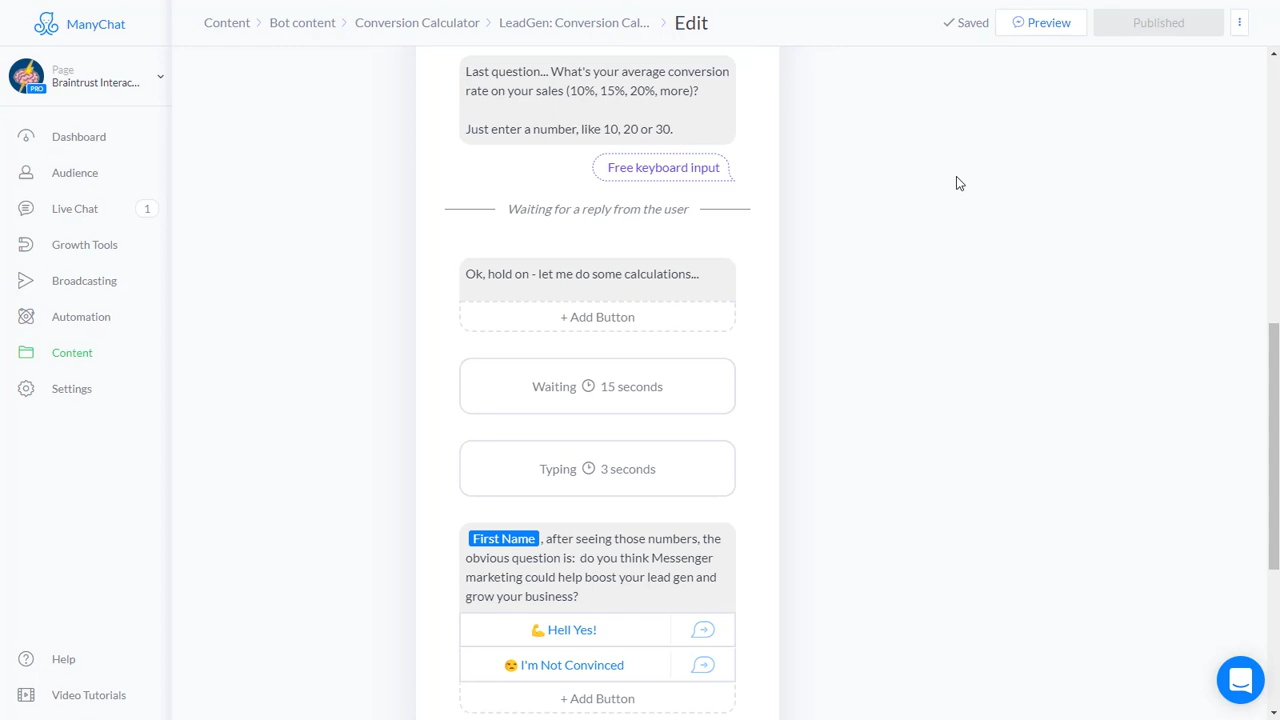 ManyChat
Content
Bot content
Conversion Calculator
LeadGen: Conversion Cal...
Edit
Saved
Preview
Published
Page
Braintrust Interac...
PRO
Dashboard
Audience
Live Chat
1
Growth Tools
Broadcasting
Automation
Content
Settings
Help
Video Tutorials
Last question... What's your average conversion
rate on your sales (10%, 15%, 20%, more)?
Just enter a number, like 10, 20 or 30.
Free keyboard input
Waiting for a reply from the user
Ok, hold on - let me do some calculations...
+ Add Button
Waiting 15 seconds
Typing 3 seconds
First Name , after seeing those numbers, the
obvious question is: do you think Messenger
marketing could help boost your lead gen and
grow your business?
💪 Hell Yes!
😒 I'm Not Convinced
+ Add Button